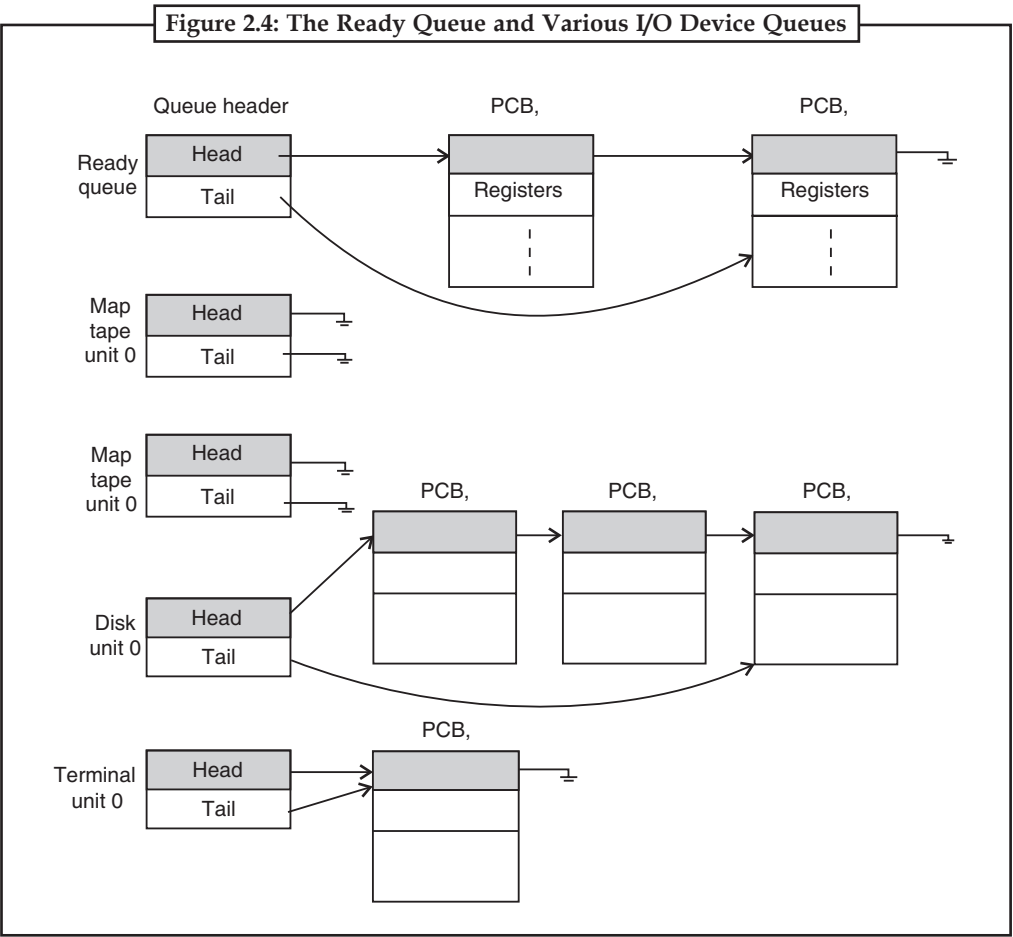 Figure 2.4: The Ready Queue and Various I/O Device Queues
Queue header
PCB,
PCB,
Ready
queue
Head
Tail
Registers
Registers
Map
tape
unit 0
Head
Tail
Map
tape
unit 0
Head
Tail
PCB,
PCB,
PCB,
Disk
unit 0
Head
Tail
PCB,
Terminal
unit 0
Head
Tail